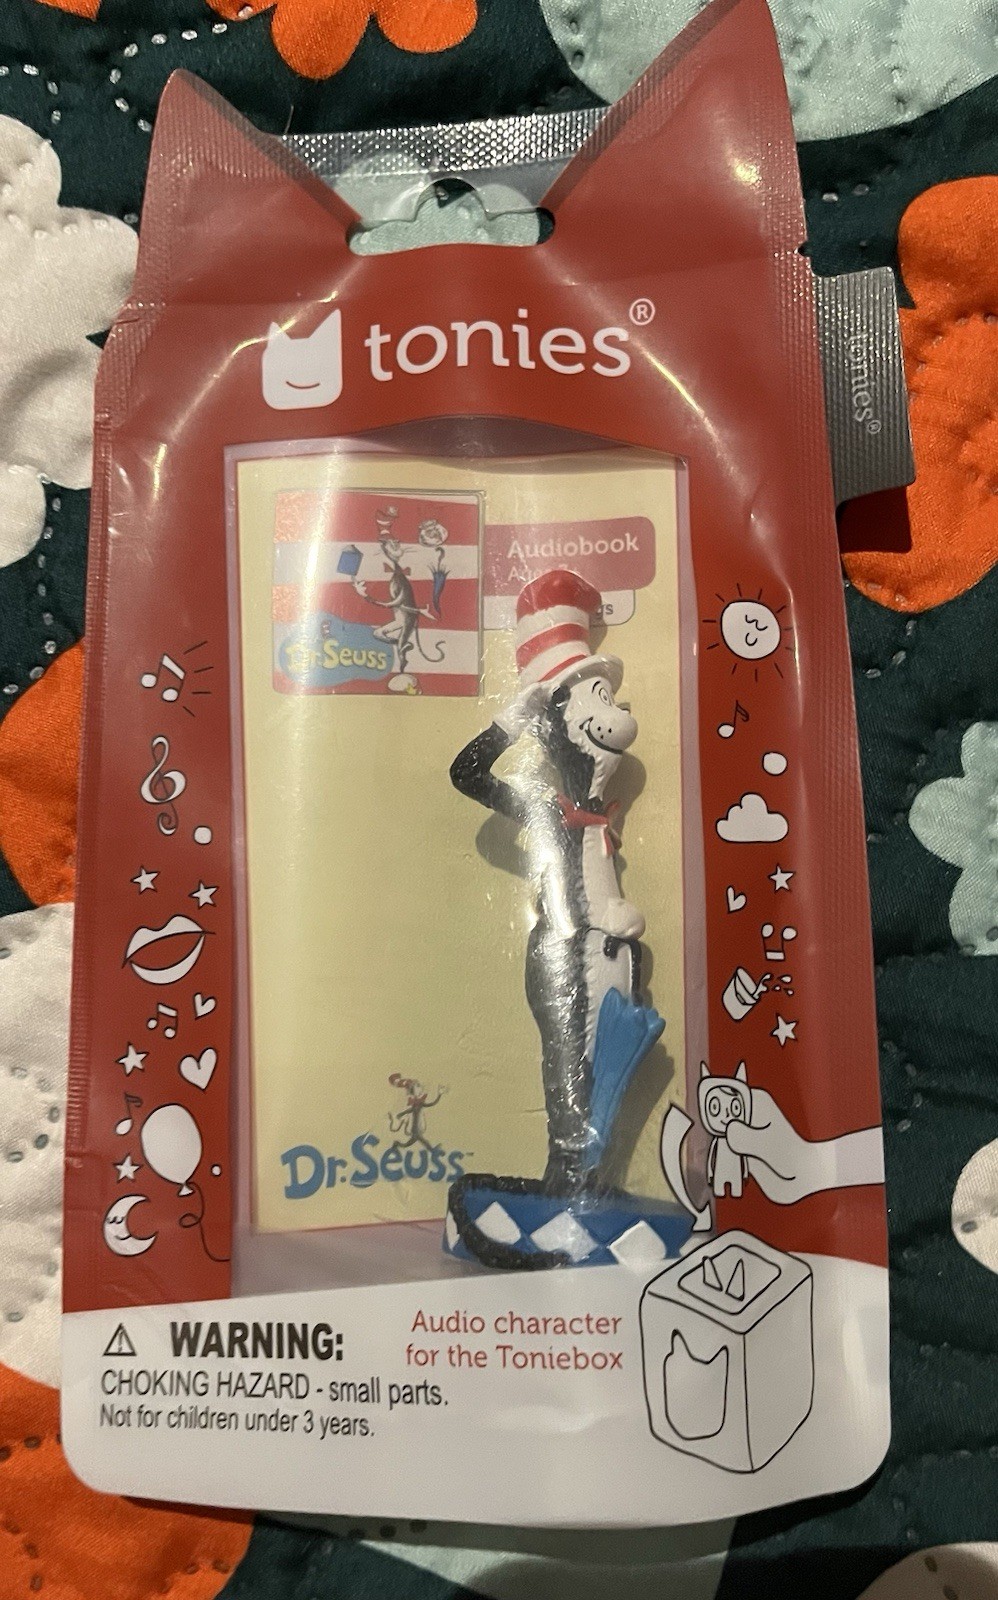 tonies®
tonies®
Audiobook
Dr. Seuss
Dr. Seuss
WARNING:
CHOKING HAZARD - small parts.
Not for children under 3 years.
Audio character
for the Toniebox